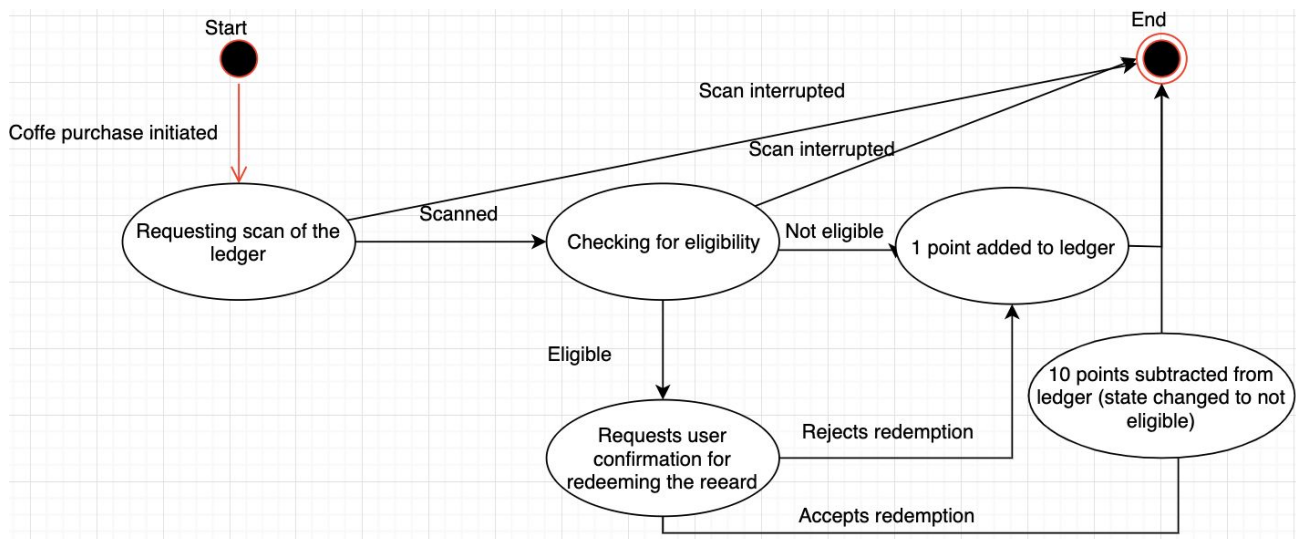 Start
End
Scan interrupted
Coffe purchase initiated
Scan interrupted
Scanned
Requesting scan of the
ledger
Checking for eligibility
Not eligible
1 point added to ledger
Eligible
10 points subtracted from
ledger (state changed to not
eligible)
Requests user
confirmation for
redeeming the reeard
Rejects redemption
Accepts redemption